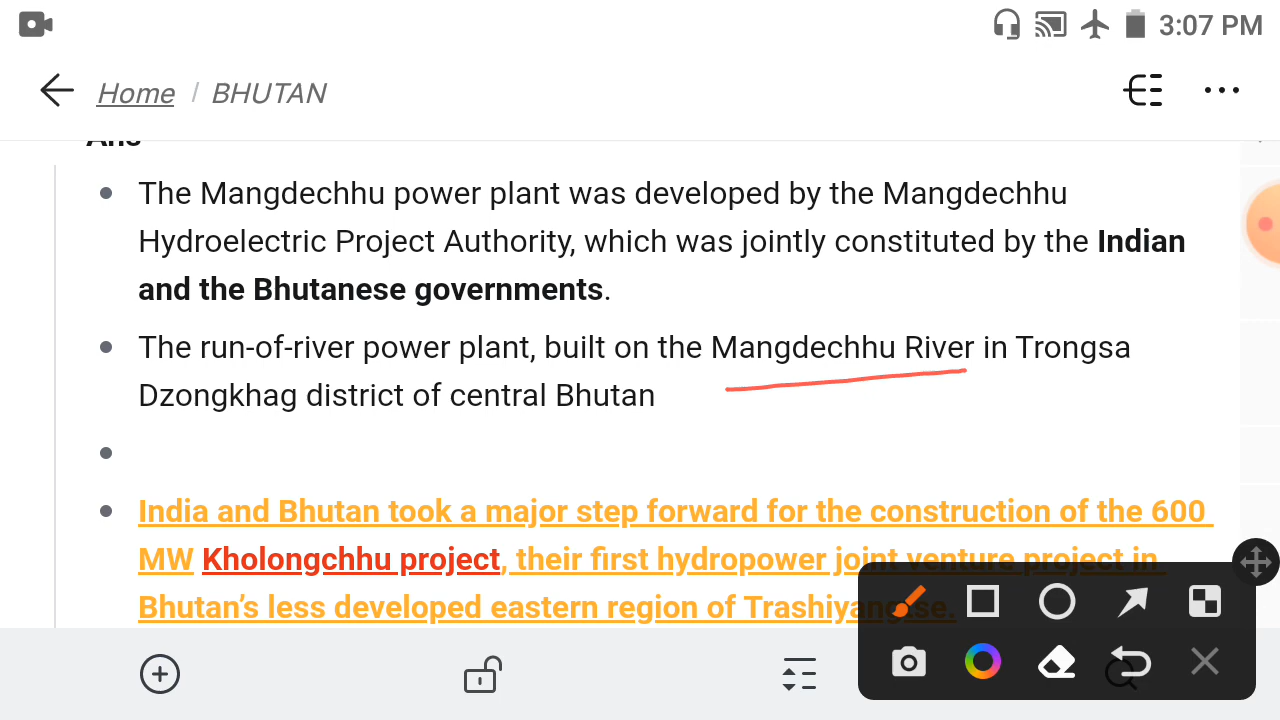 3:07 PM
Home / BHUTAN
Ans
The Mangdechhu power plant was developed by the Mangdechhu
Hydroelectric Project Authority, which was jointly constituted by the Indian
and the Bhutanese governments.
The run-of-river power plant, built on the Mangdechhu River in Trongsa
Dzongkhag district of central Bhutan
India and Bhutan took a major step forward for the construction of the 600
MW Kholongchhu project, their first hydropower joint venture project in
Bhutan’s less developed eastern region of Trashiyangtse.